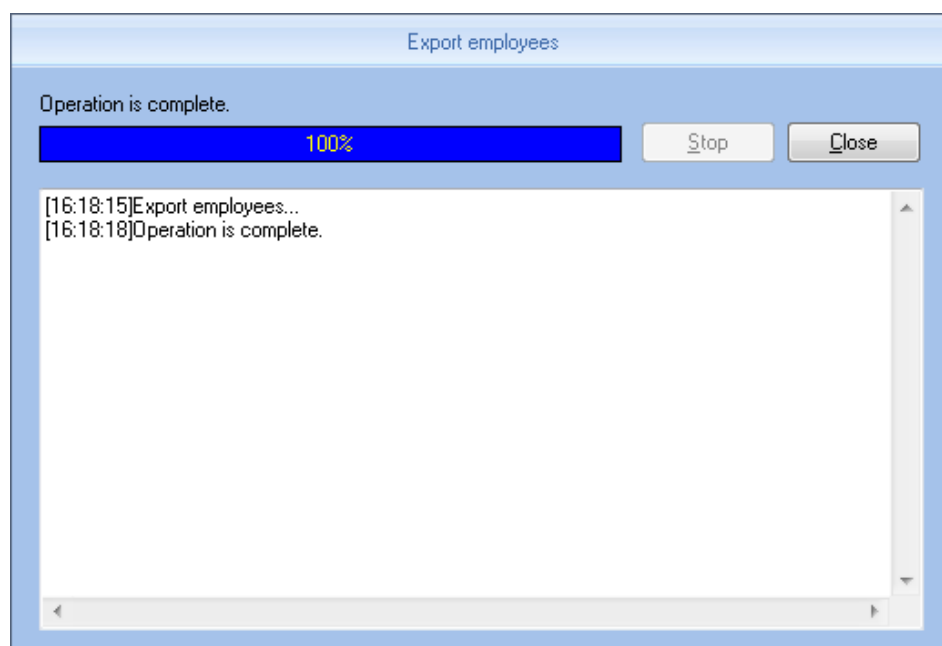 Export employees
Operation is complete.
100%
Stop
Close
[16:18:15]Export employees...
[16:18:18]Operation is complete.